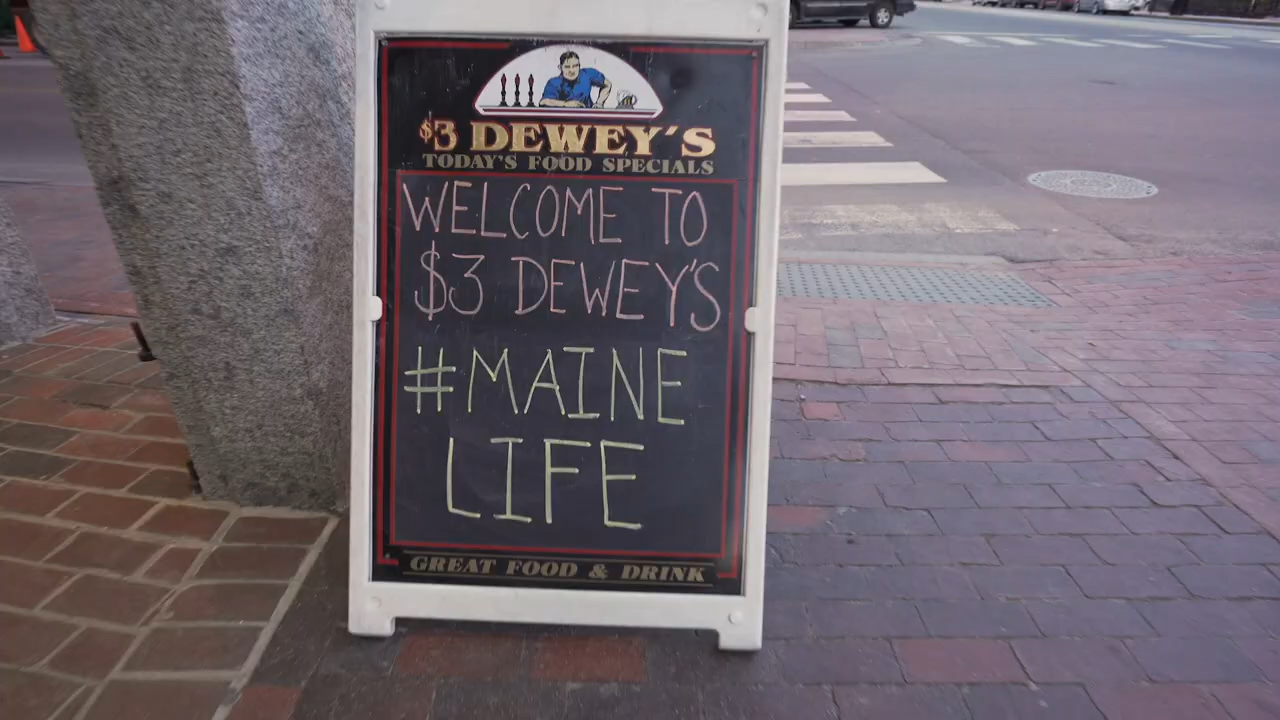 $3 DEWEY'S
TODAY'S FOOD SPECIALS
WELCOME TO
$3 DEWEY'S
#MAINE
LIFE
GREAT FOOD & DRINK